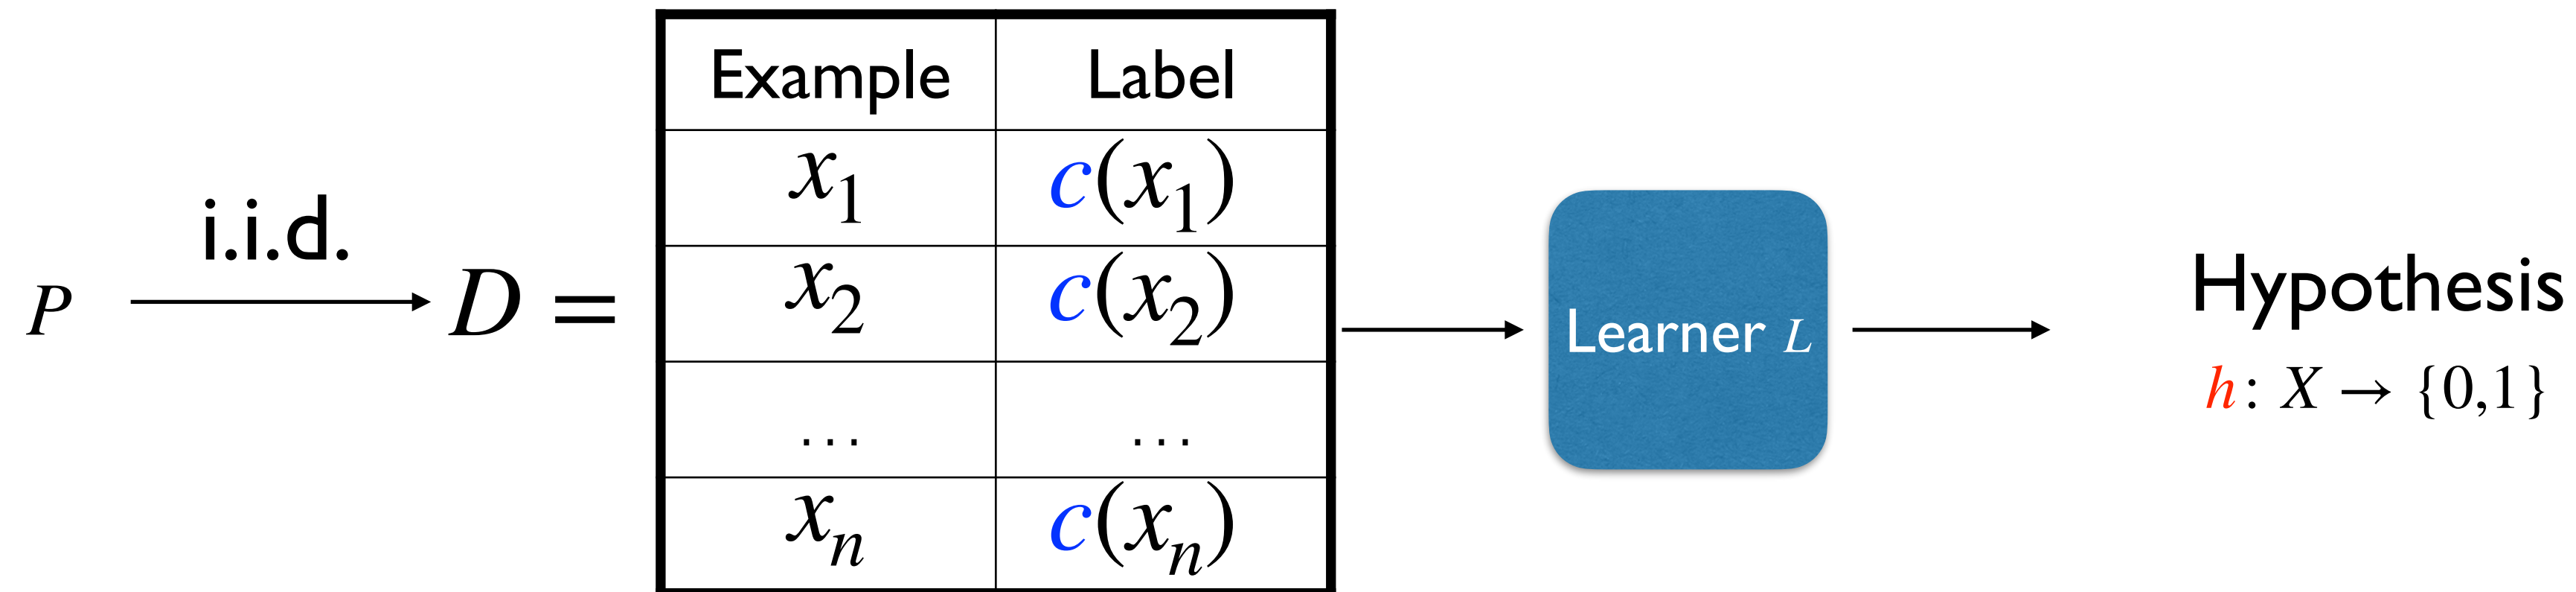 P
i.i.d.
D =
Example Label
x₁ c(x₁)
x₂ c(x₂)
... ...
xₙ c(xₙ)
Learner L
Hypothesis
h: X → {0,1}